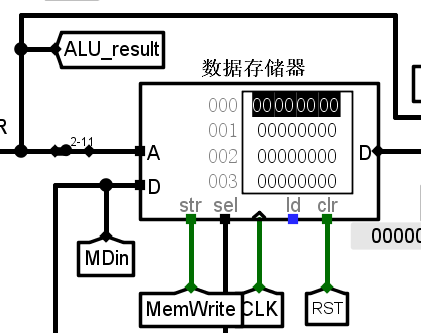 ALU_result
数据存储器
R
2-11
000 00000000
001 00000000
002 00000000
003 00000000
A
D
D
str sel ld clr
MDin
MemWrite
CLK
RST
00000